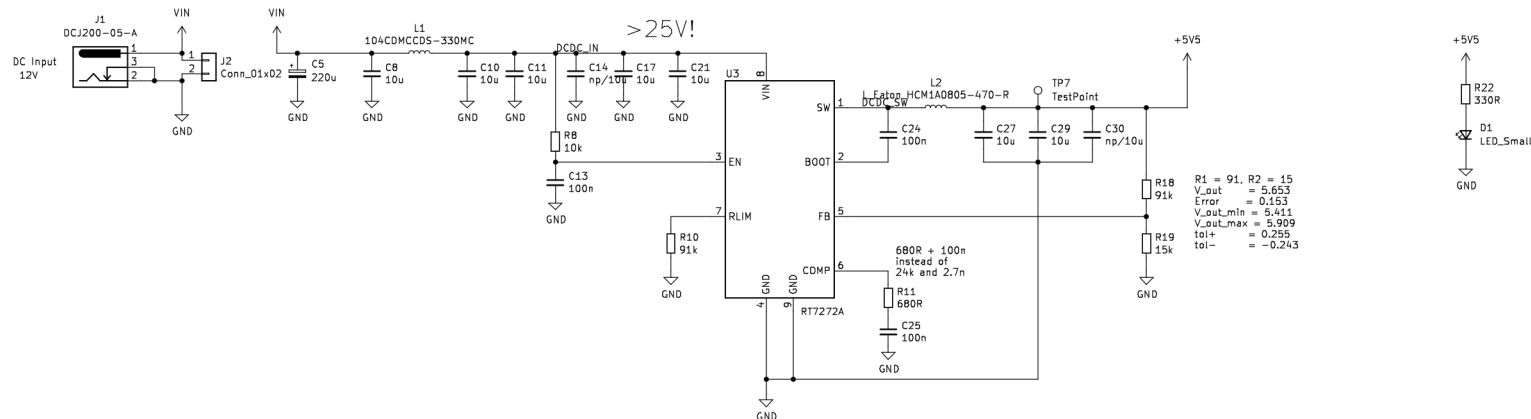 J1
DCJ200-05-A
DC Input
12V
1
3
2
VIN
1
2
J2
Conn_01x02
GND
VIN
C5
220u
GND
C8
10u
GND
L1
104CDMCCDS-330MC
C10
10u
GND
C11
10u
GND
>25V!
DCDC_IN
C14
np/10u
GND
C17
10u
GND
C21
10u
GND
R8
10k
C13
100n
GND
R10
91k
GND
U3
8
VIN
SW
1
3
EN
BOOT
2
7
RLIM
FB
5
COMP
6
GND
4
GND
9
RT7272A
GND
L2
L_Eaton_HCM1A0805-470-R
DCDC_SW
C24
100n
TP7
TestPoint
C27
10u
C29
10u
C30
np/10u
+5V5
680R + 100n
instead of
24k and 2.7n
R11
680R
C25
100n
GND
R18
91k
R19
15k
GND
R1 = 91, R2 = 15
V_out = 5.653
Error = 0.153
V_out_min = 5.411
V_out_max = 5.909
tol+ = 0.255
tol- = -0.243
+5V5
R22
330R
D1
LED_Small
GND